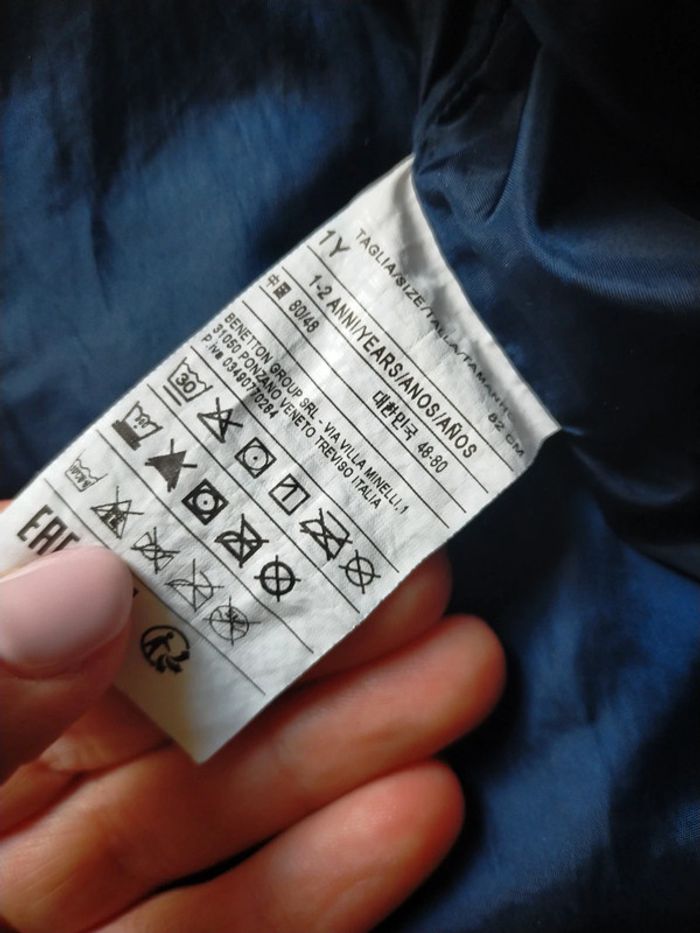 TAGLIA/SIZE/TALLA/TAMANHO
1Y 82 CM
1-2 ANNI/YEARS/ANOS/AÑOS
中国 80/48 대한민국 48-80
BENETTON GROUP SRL - VIA VILLA MINELLI, 1
31050 PONZANO VENETO TREVISO ITALIA
P.iva 03490770264
30
EAC